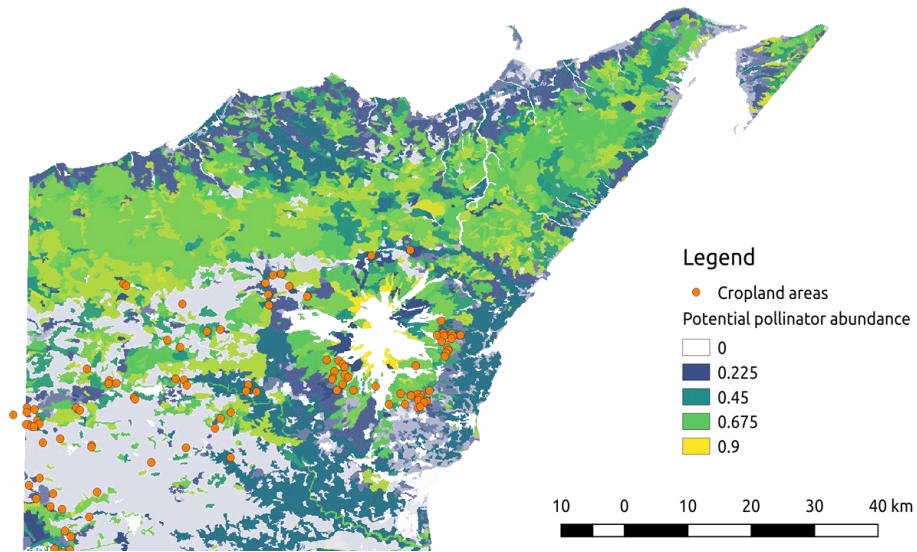 Legend
Cropland areas
Potential pollinator abundance
0
0.225
0.45
0.675
0.9
10 0 10 20 30 40 km